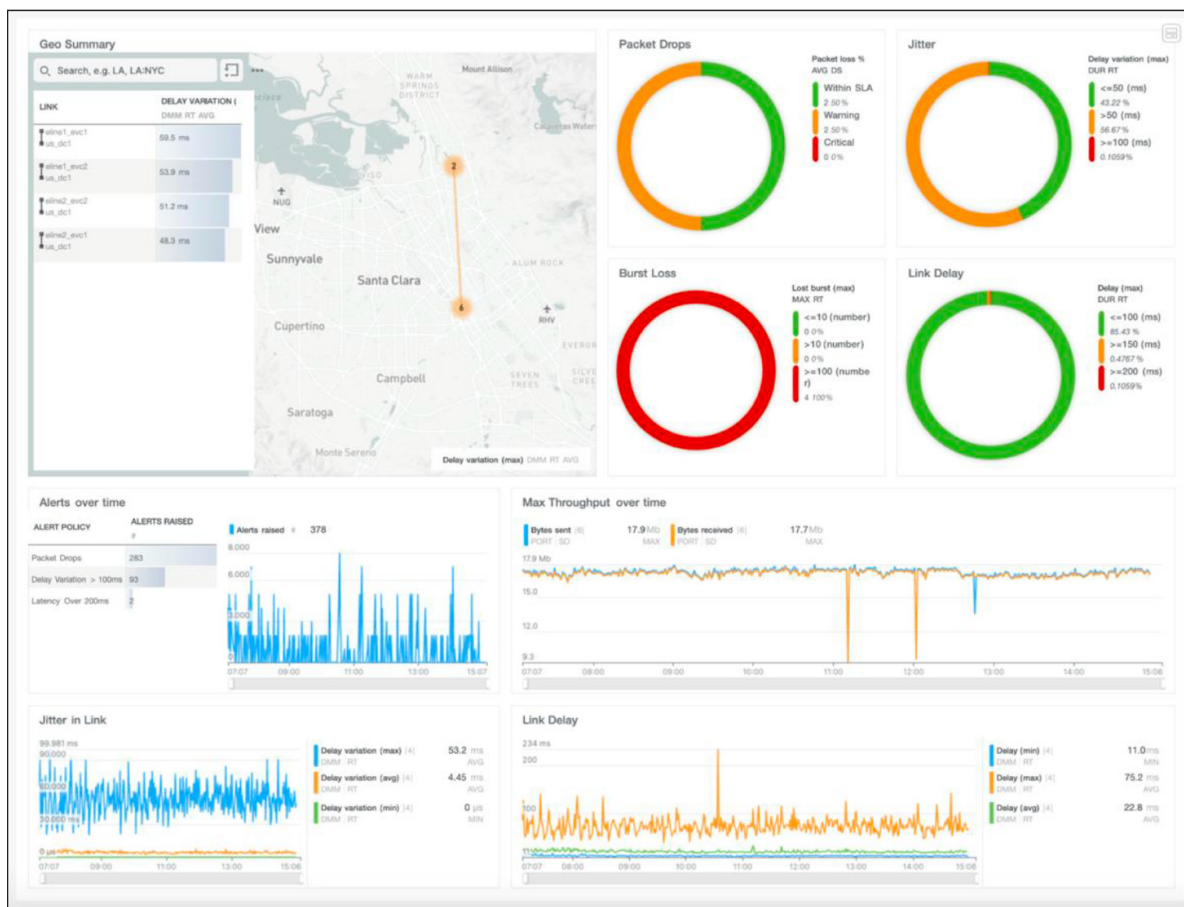 Geo Summary
Search, e.g. LA, LA:NYC
LINK
DELAY VARIATION (
DMM RT AVG
eline1_evc1
us_dc1
59.5 ms
eline1_evc2
us_dc1
53.9 ms
eline2_evc2
us_dc1
51.2 ms
eline2_evc1
us_dc1
48.3 ms
WARM
SPRINGS
DISTRICT
Mount Allison
2
NUQ
View
Sunnyvale
Santa Clara
ALUM ROCK
6
RHV
Cupertino
EVERGR
Campbell
SEVEN
TREES
SILVE
CREE
Saratoga
Monte Sereno
Delay variation (max) DMM RT AVG
Packet Drops
Packet loss %
AVG DS
Within SLA
2 50%
Warning
2 50%
Critical
0 0%
Jitter
Delay variation (max)
DUR RT
<=50 (ms)
43.22 %
>50 (ms)
56.67 %
>=100 (ms)
0.1059%
Burst Loss
Lost burst (max)
MAX RT
<=10 (number)
0 0%
>10 (number)
0 0%
>=100 (numbe
r)
4 100%
Link Delay
Delay (max)
DUR RT
<=100 (ms)
85.43 %
>=150 (ms)
0.4767 %
>=200 (ms)
0.1059%
Alerts over time
ALERT POLICY
ALERTS RAISED
#
Packet Drops 283
Delay Variation > 100ms 93
Latency Over 200ms 2
Alerts raised # 378
8.000
6.000
3.000
0
07:07 09:00 11:00 13:00 15:07
Max Throughput over time
Bytes sent [6] 17.9 Mb
PORT SD MAX
Bytes received [6] 17.7 Mb
PORT SD MAX
17.9 Mb
15.0
12.0
9.3
07:07 08:00 09:00 10:00 11:00 12:00 13:00 14:00 15:06
Jitter in Link
99.981 ms
90.000
60.000
30.000 ms
0 µs
07:07 09:00 11:00 13:00 15:06
Delay variation (max) [4] 53.2 ms
DMM RT AVG
Delay variation (avg) [4] 4.45 ms
DMM RT AVG
Delay variation (min) [4] 0 µs
DMM RT MIN
Link Delay
234 ms
200
100
07:07 08:00 09:00 10:00 11:00 12:00 13:00 14:00 15:06
Delay (min) [4] 11.0 ms
DMM RT MIN
Delay (max) [4] 75.2 ms
DMM RT AVG
Delay (avg) [4] 22.8 ms
DMM RT AVG